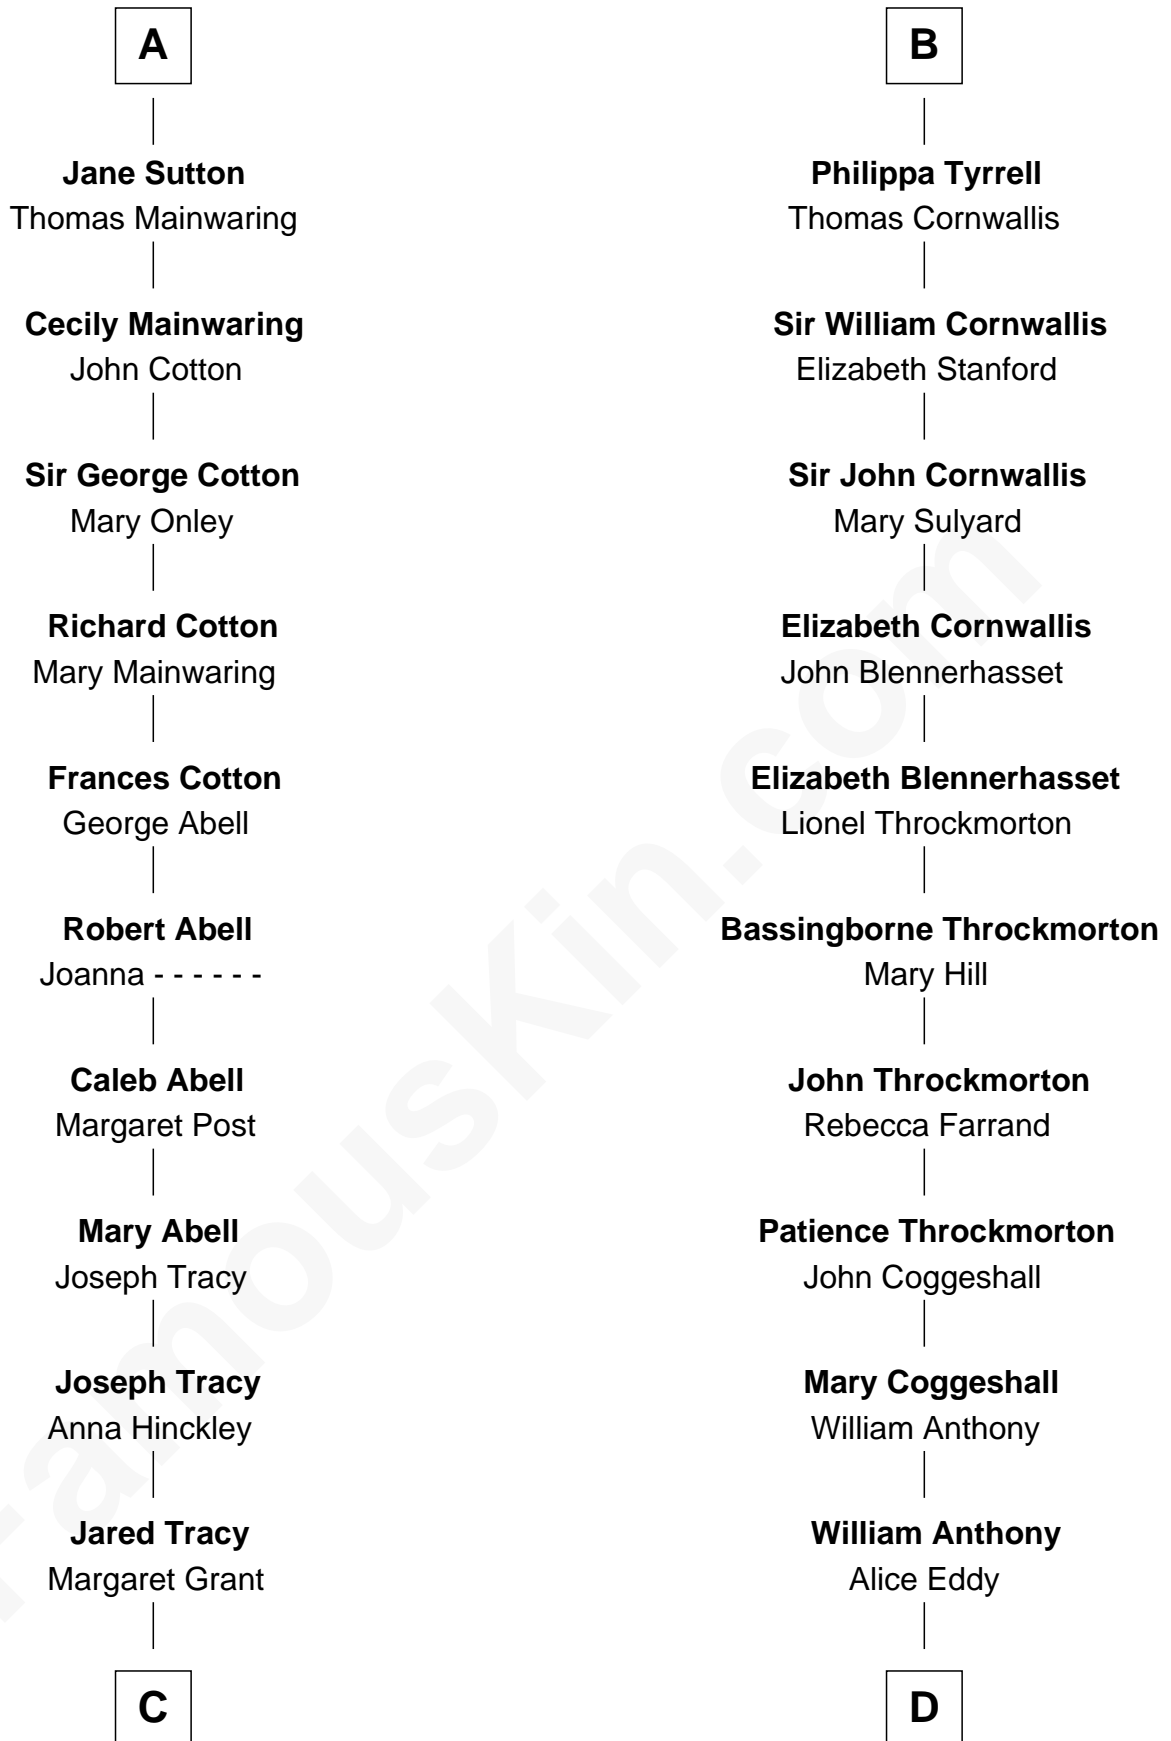 A
Jane Sutton
Thomas Mainwaring
Cecily Mainwaring
John Cotton
Sir George Cotton
Mary Onley
Richard Cotton
Mary Mainwaring
Frances Cotton
George Abell
Robert Abell
Joanna - - - - - -
Caleb Abell
Margaret Post
Mary Abell
Joseph Tracy
Joseph Tracy
Anna Hinckley
Jared Tracy
Margaret Grant
C
B
Philippa Tyrrell
Thomas Cornwallis
Sir William Cornwallis
Elizabeth Stanford
Sir John Cornwallis
Mary Sulyard
Elizabeth Cornwallis
John Blennerhasset
Elizabeth Blennerhasset
Lionel Throckmorton
Bassingborne Throckmorton
Mary Hill
John Throckmorton
Rebecca Farrand
Patience Throckmorton
John Coggeshall
Mary Coggeshall
William Anthony
William Anthony
Alice Eddy
D
FamousKin.com